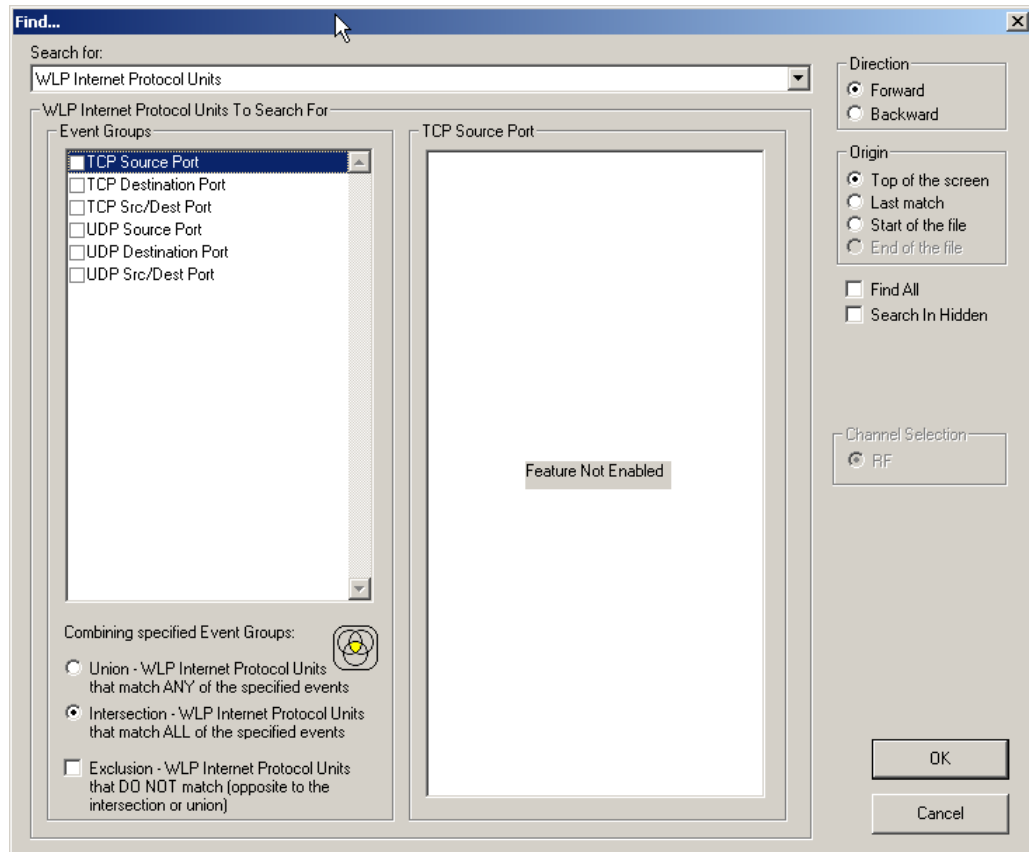 Find...
Search for:
WLP Internet Protocol Units
WLP Internet Protocol Units To Search For
Event Groups
TCP Source Port
TCP Destination Port
TCP Src/Dest Port
UDP Source Port
UDP Destination Port
UDP Src/Dest Port
Combining specified Event Groups:
Union - WLP Internet Protocol Units
that match ANY of the specified events
Intersection - WLP Internet Protocol Units
that match ALL of the specified events
Exclusion - WLP Internet Protocol Units
that DO NOT match (opposite to the
intersection or union)
TCP Source Port
Feature Not Enabled
Direction
Forward
Backward
Origin
Top of the screen
Last match
Start of the file
End of the file
Find All
Search In Hidden
Channel Selection
RF
OK
Cancel